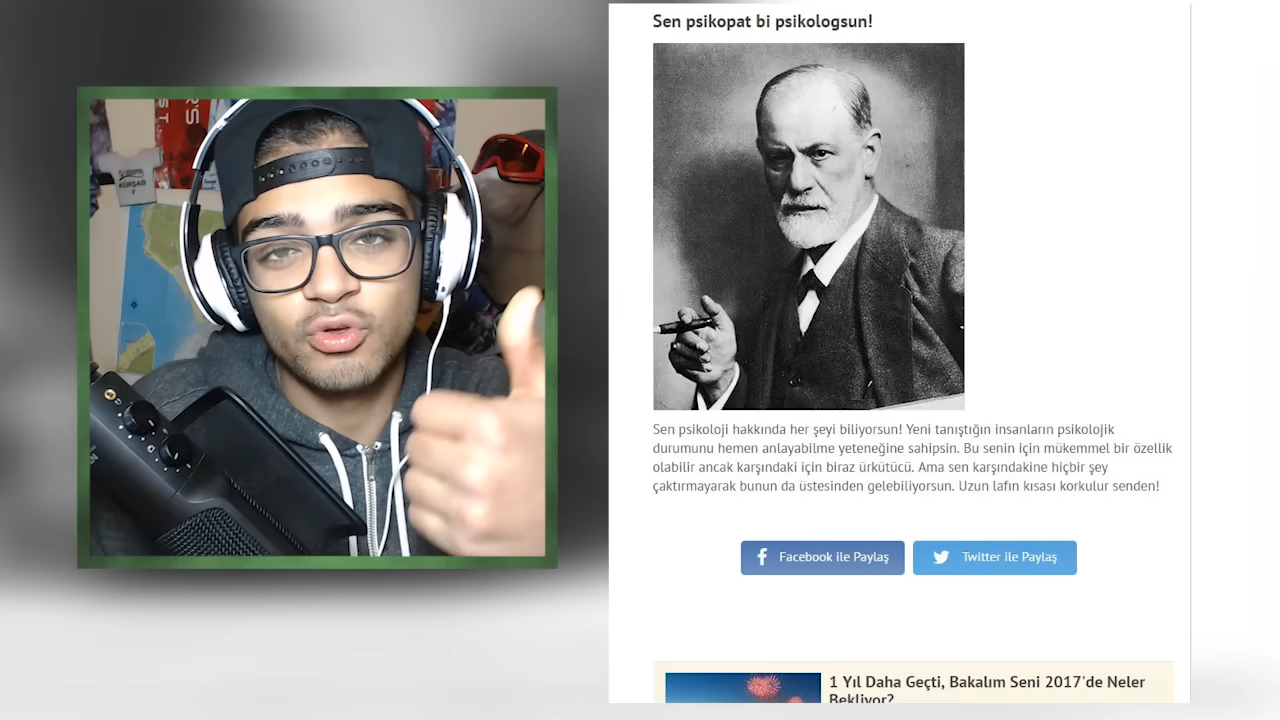 Sen psikopat bi psikologsun!
KÜRŞAD
7
Sen psikoloji hakkında her şeyi biliyorsun! Yeni tanıştığın insanların psikolojik
durumunu hemen anlayabilme yeteneğine sahipsin. Bu senin için mükemmel bir özellik
olabilir ancak karşındaki için biraz ürkütücü. Ama sen karşındakine hiçbir şey
çaktırmayarak bunun da üstesinden gelebiliyorsun. Uzun lafın kısası korkulur senden!
Facebook ile Paylaş
Twitter ile Paylaş
1 Yıl Daha Geçti, Bakalım Seni 2017'de Neler
Bekliyor?